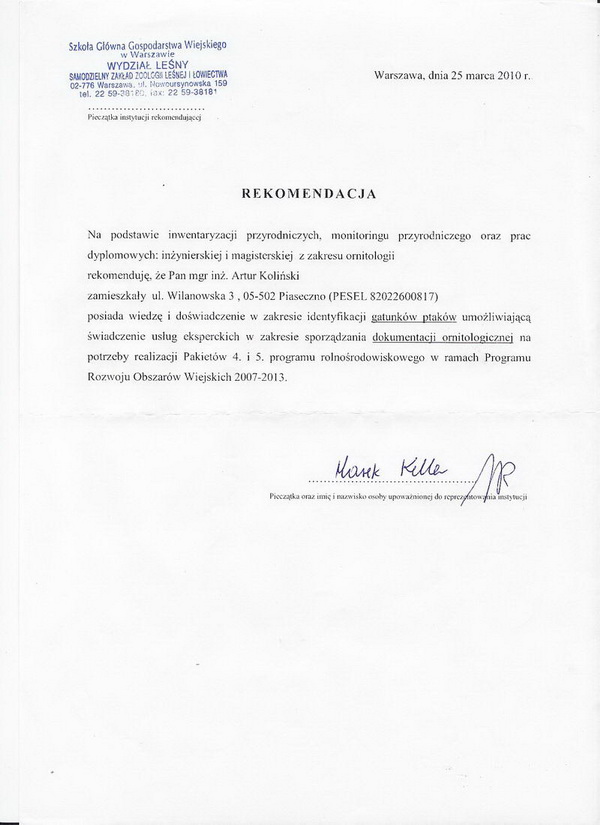 Szkoła Główna Gospodarstwa Wiejskiego
w Warszawie
WYDZIAŁ LEŚNY
SAMODZIELNY ZAKŁAD ZOOLOGII LEŚNEJ I ŁOWIECTWA
02-776 Warszawa, ul. Nowoursynowska 159
tel. 22 59-38180, fax: 22 59-38181
Warszawa, dnia 25 marca 2010 r.
Pieczątka instytucji rekomendującej
REKOMENDACJA
Na podstawie inwentaryzacji przyrodniczych, monitoringu przyrodniczego oraz prac
dyplomowych: inżynierskiej i magisterskiej z zakresu ornitologii
rekomenduję, że Pan mgr inż. Artur Koliński
zamieszkały ul. Wilanowska 3 , 05-502 Piaseczno (PESEL 82022600817)
posiada wiedzę i doświadczenie w zakresie identyfikacji gatunków ptaków umożliwiającą
świadczenie usług eksperckich w zakresie sporządzania dokumentacji ornitologicznej na
potrzeby realizacji Pakietów 4. i 5. programu rolnośrodowiskowego w ramach Programu
Rozwoju Obszarów Wiejskich 2007-2013.
Marek Keller
Pieczątka oraz imię i nazwisko osoby upoważnionej do reprezentowania instytucji